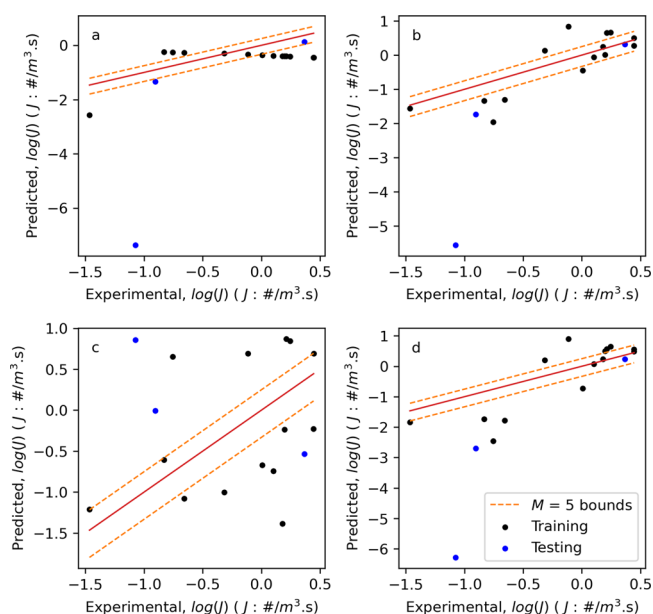 a
0
−2
−4
−6
−1.5 −1.0 −0.5 0.0 0.5
Predicted, log(J) ( J : #/m³.s)
Experimental, log(J) ( J : #/m³.s)
b
1
0
−1
−2
−3
−4
−5
−1.5 −1.0 −0.5 0.0 0.5
Predicted, log(J) ( J : #/m³.s)
Experimental, log(J) ( J : #/m³.s)
c
1.0
0.5
0.0
−0.5
−1.0
−1.5
−1.5 −1.0 −0.5 0.0 0.5
Predicted, log(J) ( J : #/m³.s)
Experimental, log(J) ( J : #/m³.s)
d
1
0
−1
−2
−3
−4
−5
−6
−1.5 −1.0 −0.5 0.0 0.5
Predicted, log(J) ( J : #/m³.s)
Experimental, log(J) ( J : #/m³.s)
M = 5 bounds
Training
Testing